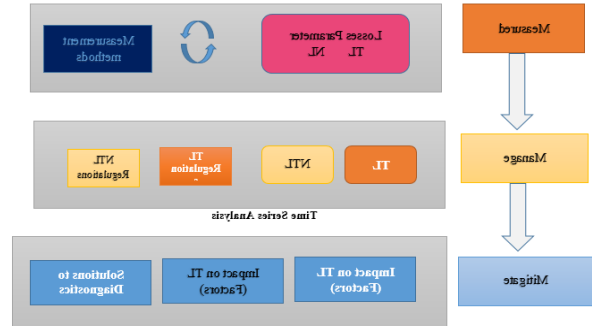 Measured
Losses Parameter
TL NL
Measurement
methods
Manage
TL
NTL
TL
Regulation
NTL
Regulations
Time Series Analysis
Mitigate
Impact on TL
(Factors)
Impact on TL
(Factors)
Solutions to
Diagnostics